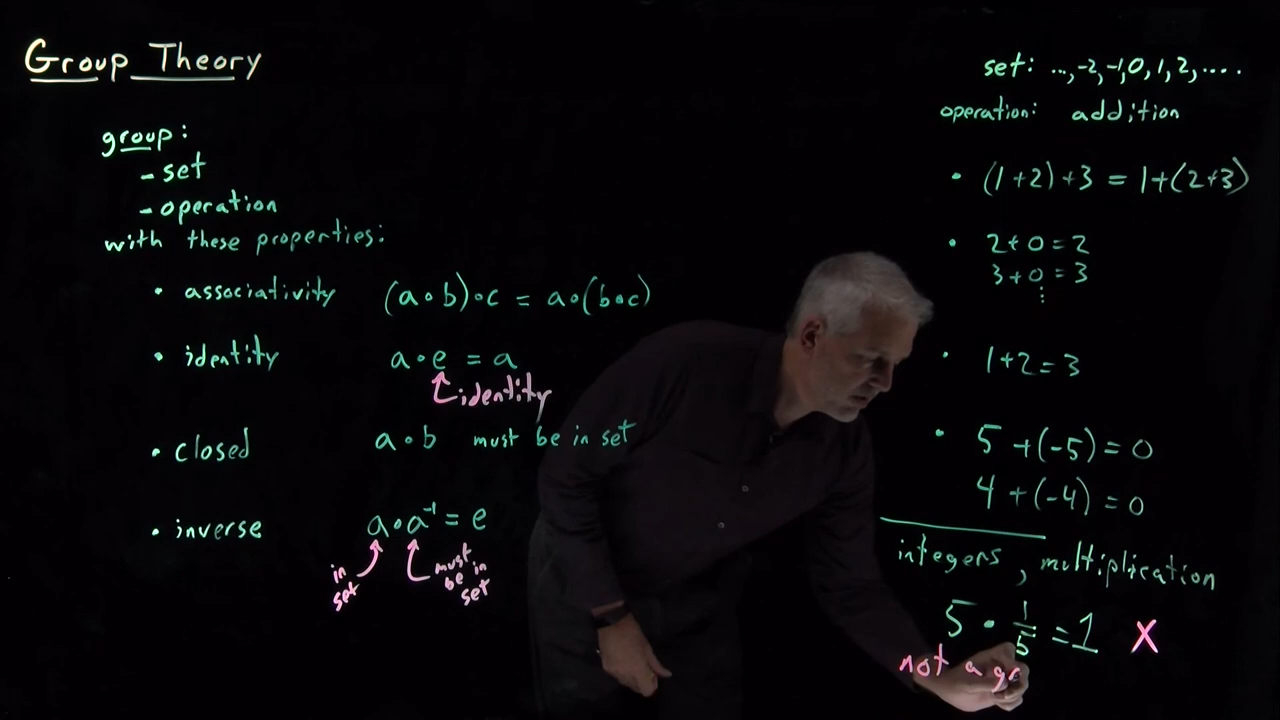 Group Theory
group:
- set
- operation
with these properties:
• associativity (a∘b)∘c = a∘(b∘c)
• identity a∘e = a
identity
• closed a∘b must be in set
• inverse a∘a⁻¹ = e
in set
must be in set
set: ...,-2,-1,0,1,2,....
operation: addition
• (1+2)+3 = 1+(2+3)
• 2+0=2
3+0=3
⋮
• 1+2=3
• 5+(-5)=0
4+(-4)=0
integers, multiplication
5 · 1/5 = 1 X
not a gr